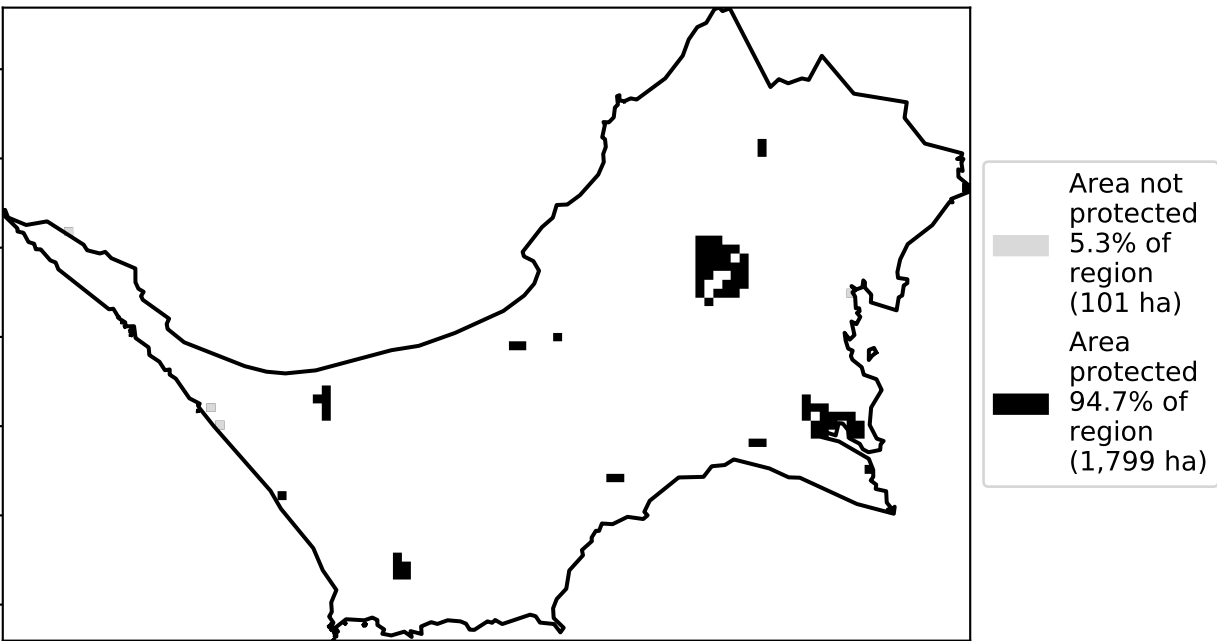 Area not
protected
5.3% of
region
(101 ha)
Area
protected
94.7% of
region
(1,799 ha)